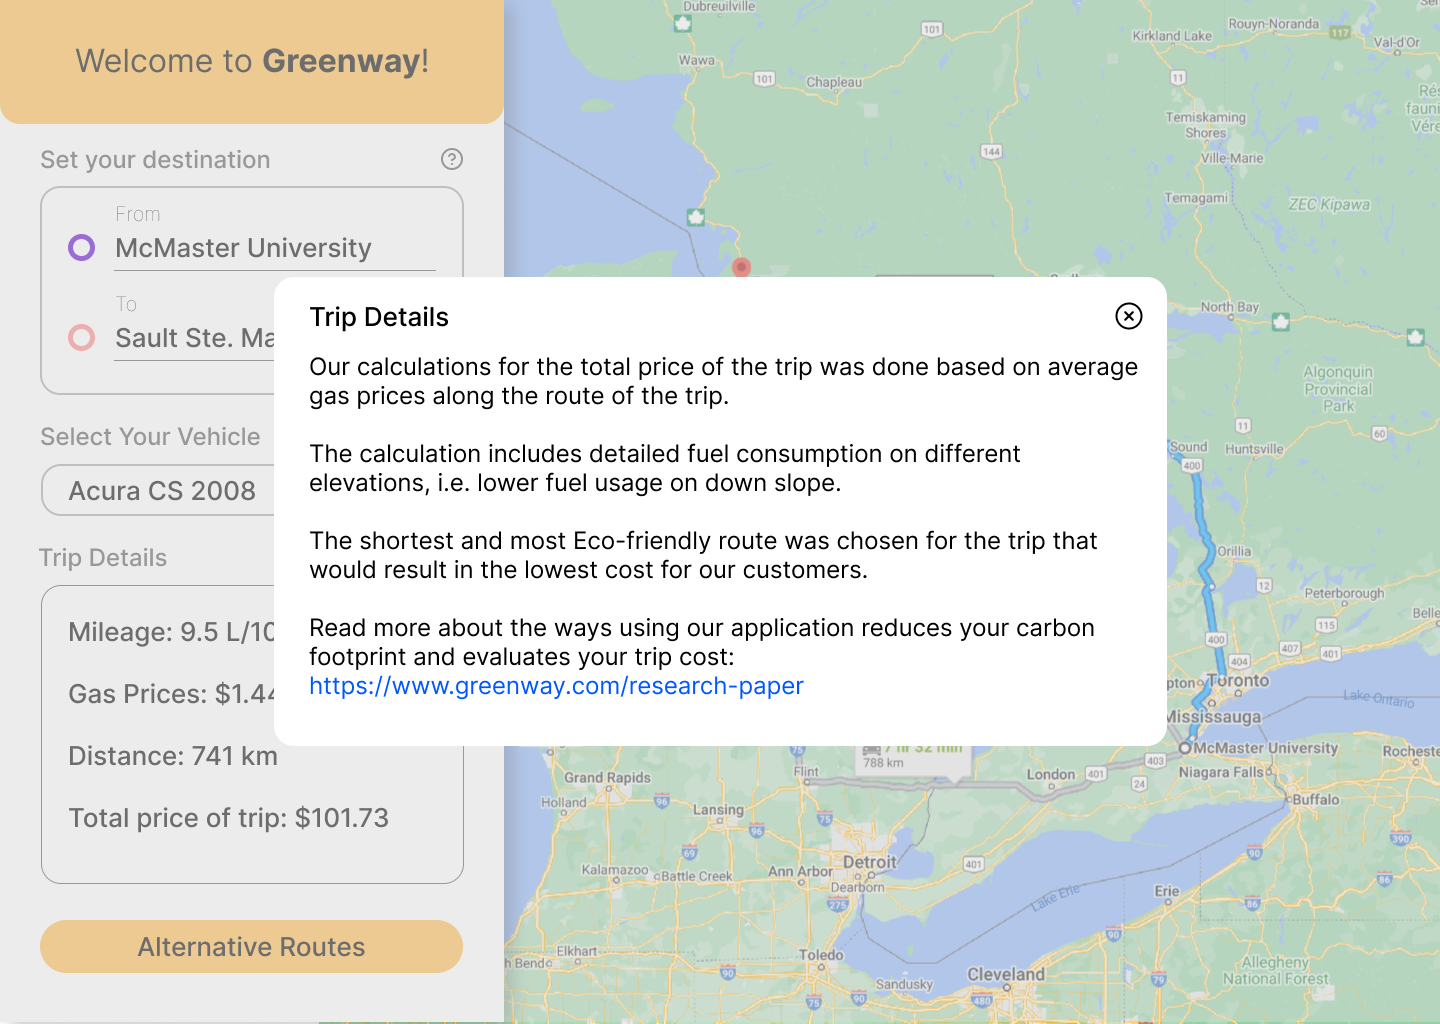 Welcome to Greenway!
Set your destination
?
From
McMaster University
To
Sault Ste. Ma
Select Your Vehicle
Acura CS 2008
Trip Details
Mileage: 9.5 L/10
Gas Prices: $1.44
Distance: 741 km
Total price of trip: $101.73
Alternative Routes
Trip Details
Our calculations for the total price of the trip was done based on average
gas prices along the route of the trip.
The calculation includes detailed fuel consumption on different
elevations, i.e. lower fuel usage on down slope.
The shortest and most Eco-friendly route was chosen for the trip that
would result in the lowest cost for our customers.
Read more about the ways using our application reduces your carbon
footprint and evaluates your trip cost:
https://www.greenway.com/research-paper
Dubreuilville
101
Rouyn-Noranda
117
Kirkland Lake
Val-d'Or
Wawa
101
Chapleau
11
Temiskaming
Shores
144
Ville-Marie
Temagami
ZEC Kipawa
North Bay
Algonquin
Provincial
Park
11
60
Sound
Huntsville
400
Orillia
12
Peterborough
115
Belle
400
404
407
401
pton
Toronto
Lake Ontario
Mississauga
McMaster University
Rocheste
403
Niagara Falls
7 hr 32 min
788 km
75
Flint
London
401
24
Grand Rapids
Holland
96
Lansing
96
75
Buffalo
390
69
90
Detroit
401
Kalamazoo
Battle Creek
Ann Arbor
Dearborn
86
275
Lake Erie
Erie
86
90
Elkhart
Toledo
h Bend
90
75
Sandusky
90
Cleveland
480
79
Allegheny
National Forest